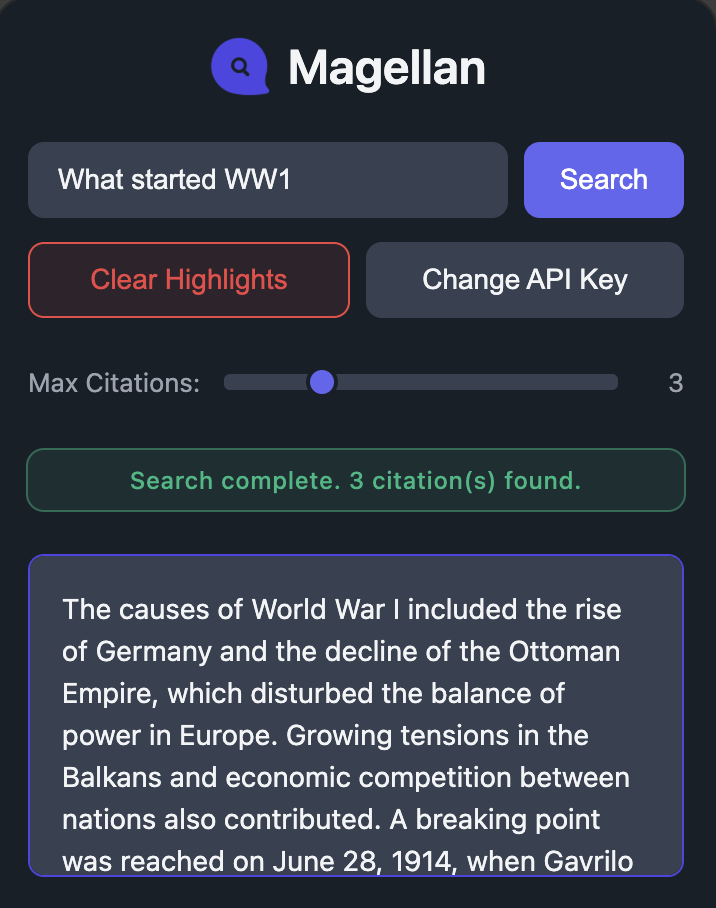 Magellan
What started WW1
Search
Clear Highlights
Change API Key
Max Citations:
3
Search complete. 3 citation(s) found.
The causes of World War I included the rise
of Germany and the decline of the Ottoman
Empire, which disturbed the balance of
power in Europe. Growing tensions in the
Balkans and economic competition between
nations also contributed. A breaking point
was reached on June 28, 1914, when Gavrilo